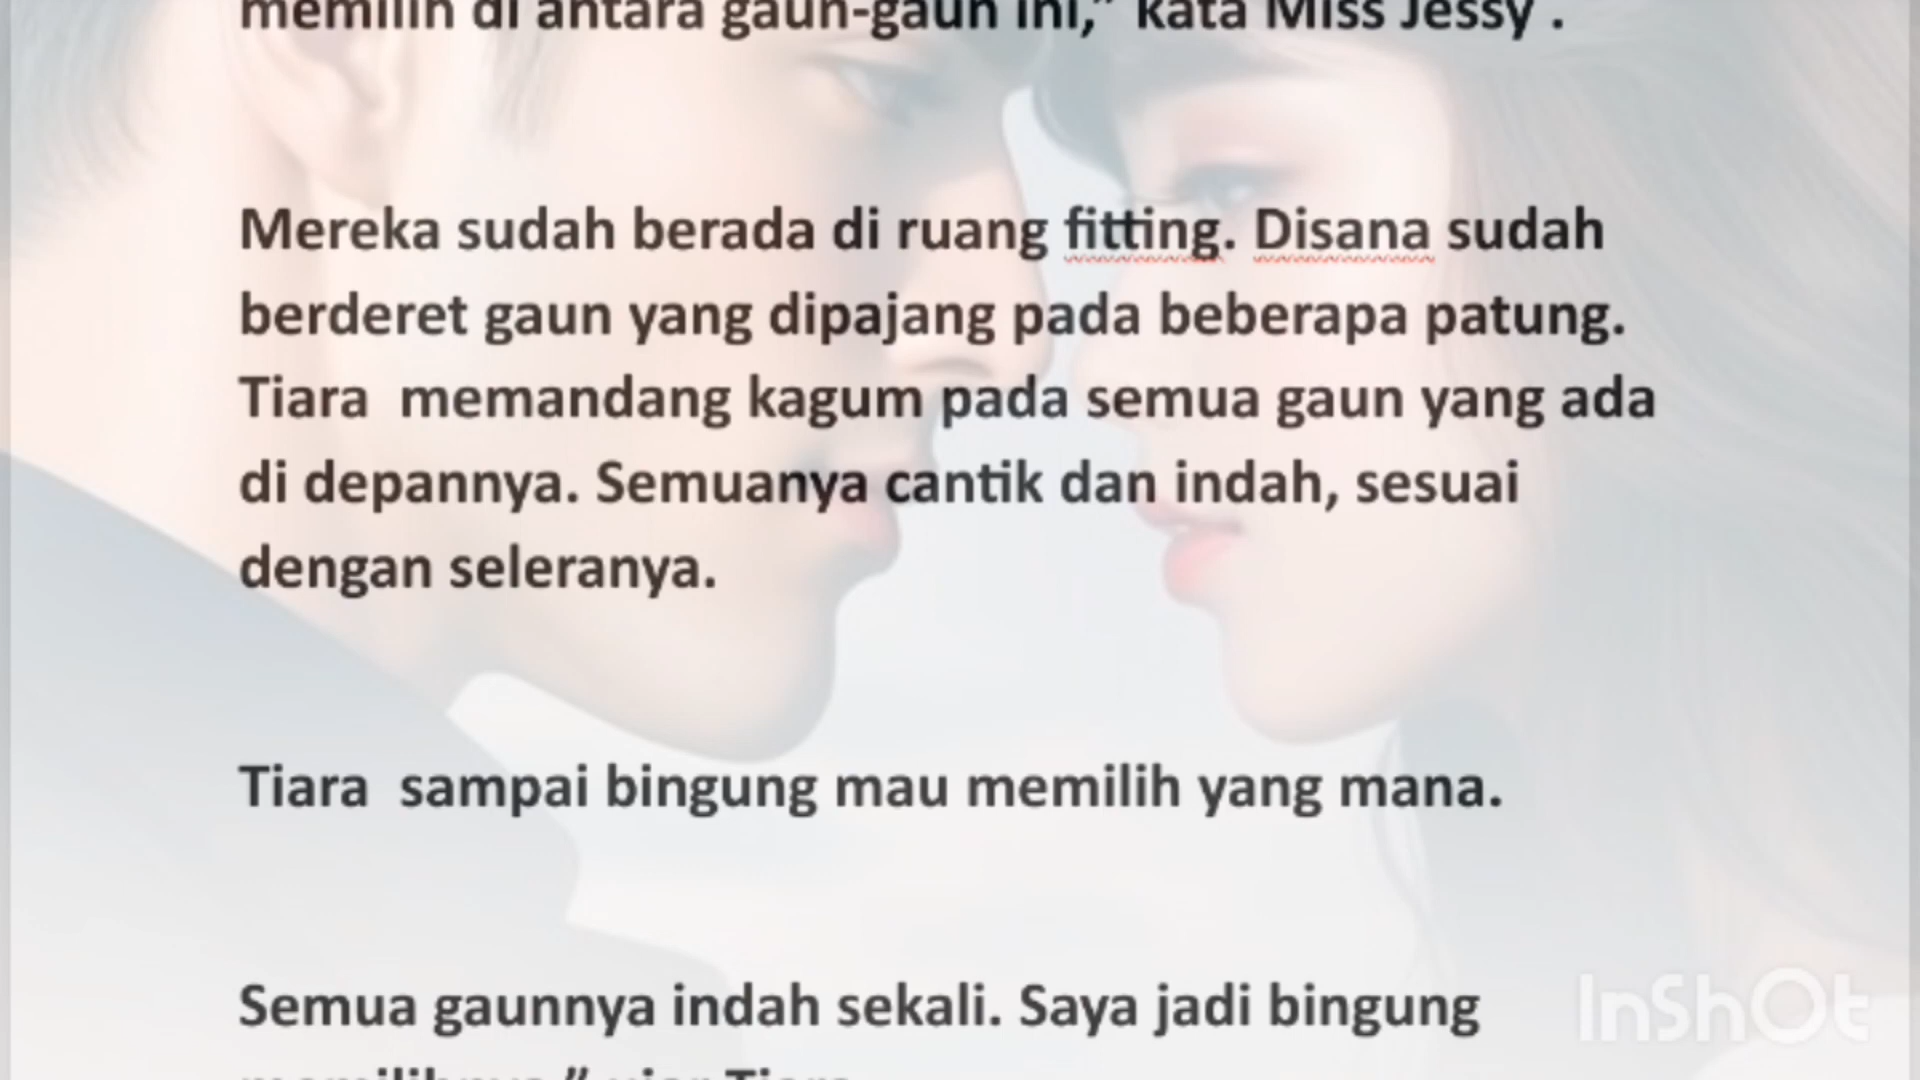 memilih di antara gaun-gaun ini,” kata Miss Jessy .
Mereka sudah berada di ruang fitting. Disana sudah
berderet gaun yang dipajang pada beberapa patung.
Tiara  memandang kagum pada semua gaun yang ada
di depannya. Semuanya cantik dan indah, sesuai
dengan seleranya.
Tiara  sampai bingung mau memilih yang mana.
Semua gaunnya indah sekali. Saya jadi bingung
InShOt